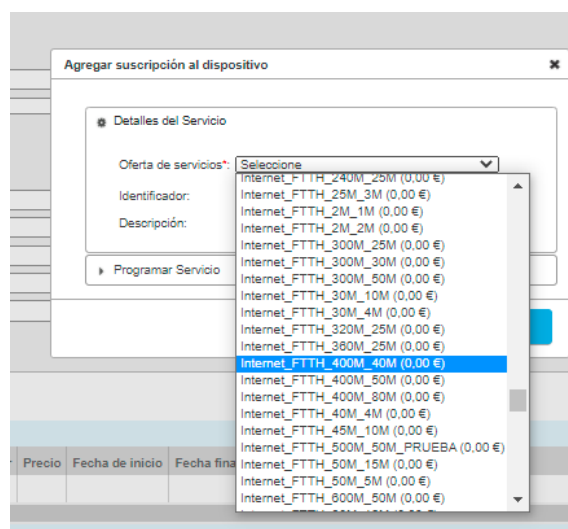 Agregar suscripción al dispositivo
Detalles del Servicio
Oferta de servicios*: Seleccione
Internet_FTTH_240M_25M (0,00 €)
Identificador:
Internet_FTTH_25M_3M (0,00 €)
Internet_FTTH_2M_1M (0,00 €)
Descripción:
Internet_FTTH_2M_2M (0,00 €)
Internet_FTTH_300M_25M (0,00 €)
Internet_FTTH_300M_30M (0,00 €)
Programar Servicio
Internet_FTTH_300M_50M (0,00 €)
Internet_FTTH_30M_10M (0,00 €)
Internet_FTTH_30M_4M (0,00 €)
Internet_FTTH_320M_25M (0,00 €)
Internet_FTTH_360M_25M (0,00 €)
Internet_FTTH_400M_40M (0,00 €)
Internet_FTTH_400M_50M (0,00 €)
Internet_FTTH_400M_80M (0,00 €)
Internet_FTTH_40M_4M (0,00 €)
Internet_FTTH_45M_10M (0,00 €)
Internet_FTTH_500M_50M_PRUEBA (0,00 €)
Precio Fecha de inicio Fecha fina
Internet_FTTH_50M_15M (0,00 €)
Internet_FTTH_50M_5M (0,00 €)
Internet_FTTH_600M_50M (0,00 €)